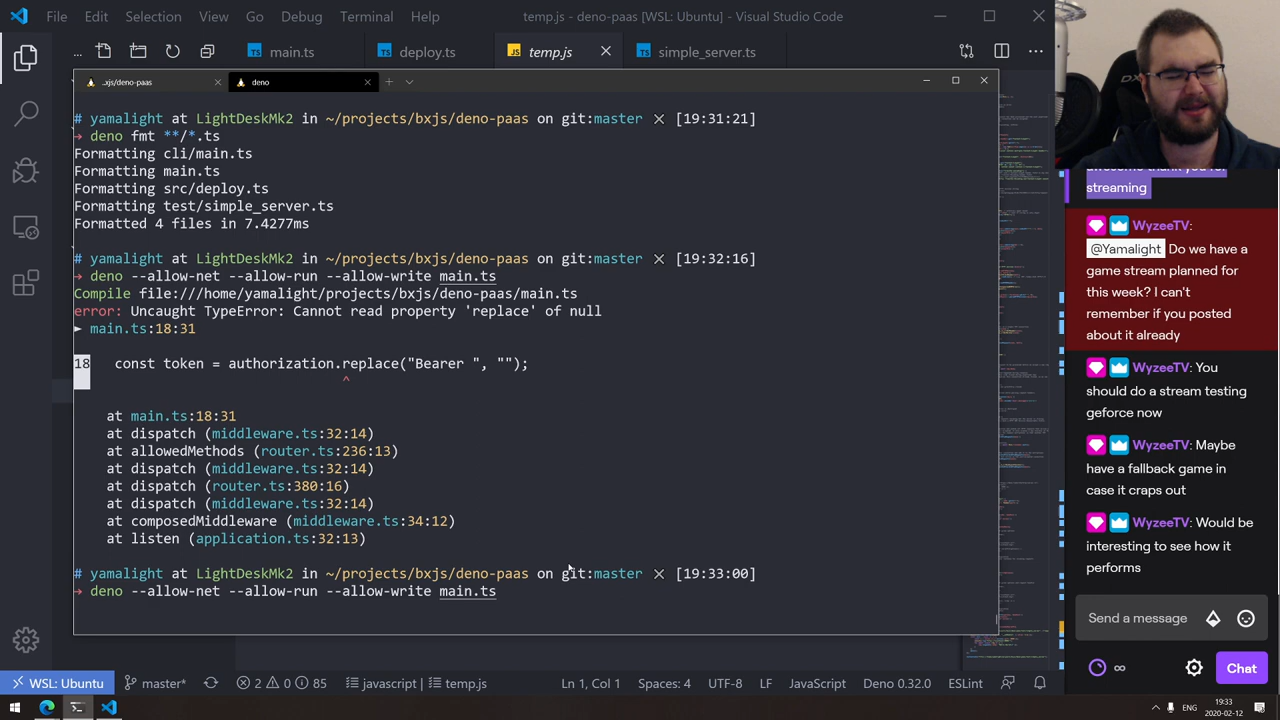 File Edit Selection View Go Debug Terminal Help temp.js - deno-paas [WSL: Ubuntu] - Visual Studio Code
... TS main.ts TS deploy.ts JS temp.js TS simple_server.ts
_xjs/deno-paas deno
# yamalight at LightDeskMk2 in ~/projects/bxjs/deno-paas on git:master ✕ [19:31:21]
→ deno fmt **/*.ts
Formatting cli/main.ts
Formatting main.ts
Formatting src/deploy.ts
Formatting test/simple_server.ts
Formatted 4 files in 7.4277ms
# yamalight at LightDeskMk2 in ~/projects/bxjs/deno-paas on git:master ✕ [19:32:16]
→ deno --allow-net --allow-run --allow-write main.ts
Compile file:///home/yamalight/projects/bxjs/deno-paas/main.ts
error: Uncaught TypeError: Cannot read property 'replace' of null
► main.ts:18:31
18 const token = authorization.replace("Bearer ", "");
at main.ts:18:31
at dispatch (middleware.ts:32:14)
at allowedMethods (router.ts:236:13)
at dispatch (middleware.ts:32:14)
at dispatch (router.ts:380:16)
at dispatch (middleware.ts:32:14)
at composedMiddleware (middleware.ts:34:12)
at listen (application.ts:132:13)
# yamalight at LightDeskMk2 in ~/projects/bxjs/deno-paas on git:master ✕ [19:33:02]
→ deno --allow-net --allow-run --allow-write main.ts
WSL: Ubuntu master 2 0 85 javascript | temp.js Ln 1, Col 1 Spaces: 4 UTF-8 LF JavaScript Deno 0.32.0 ESLint
DX
streaming
WyzeeTV:
@Yamalight Do we have a
game stream planned for
this week? I can't
remember if you posted
about it already
WyzeeTV: You
should do a stream testing
geforce now
WyzeeTV: Maybe
have a fallback game in
case it craps out
WyzeeTV: Would be
interesting to see how it
performs
Send a message
∞ Chat
ENG 19:33
2020-02-12